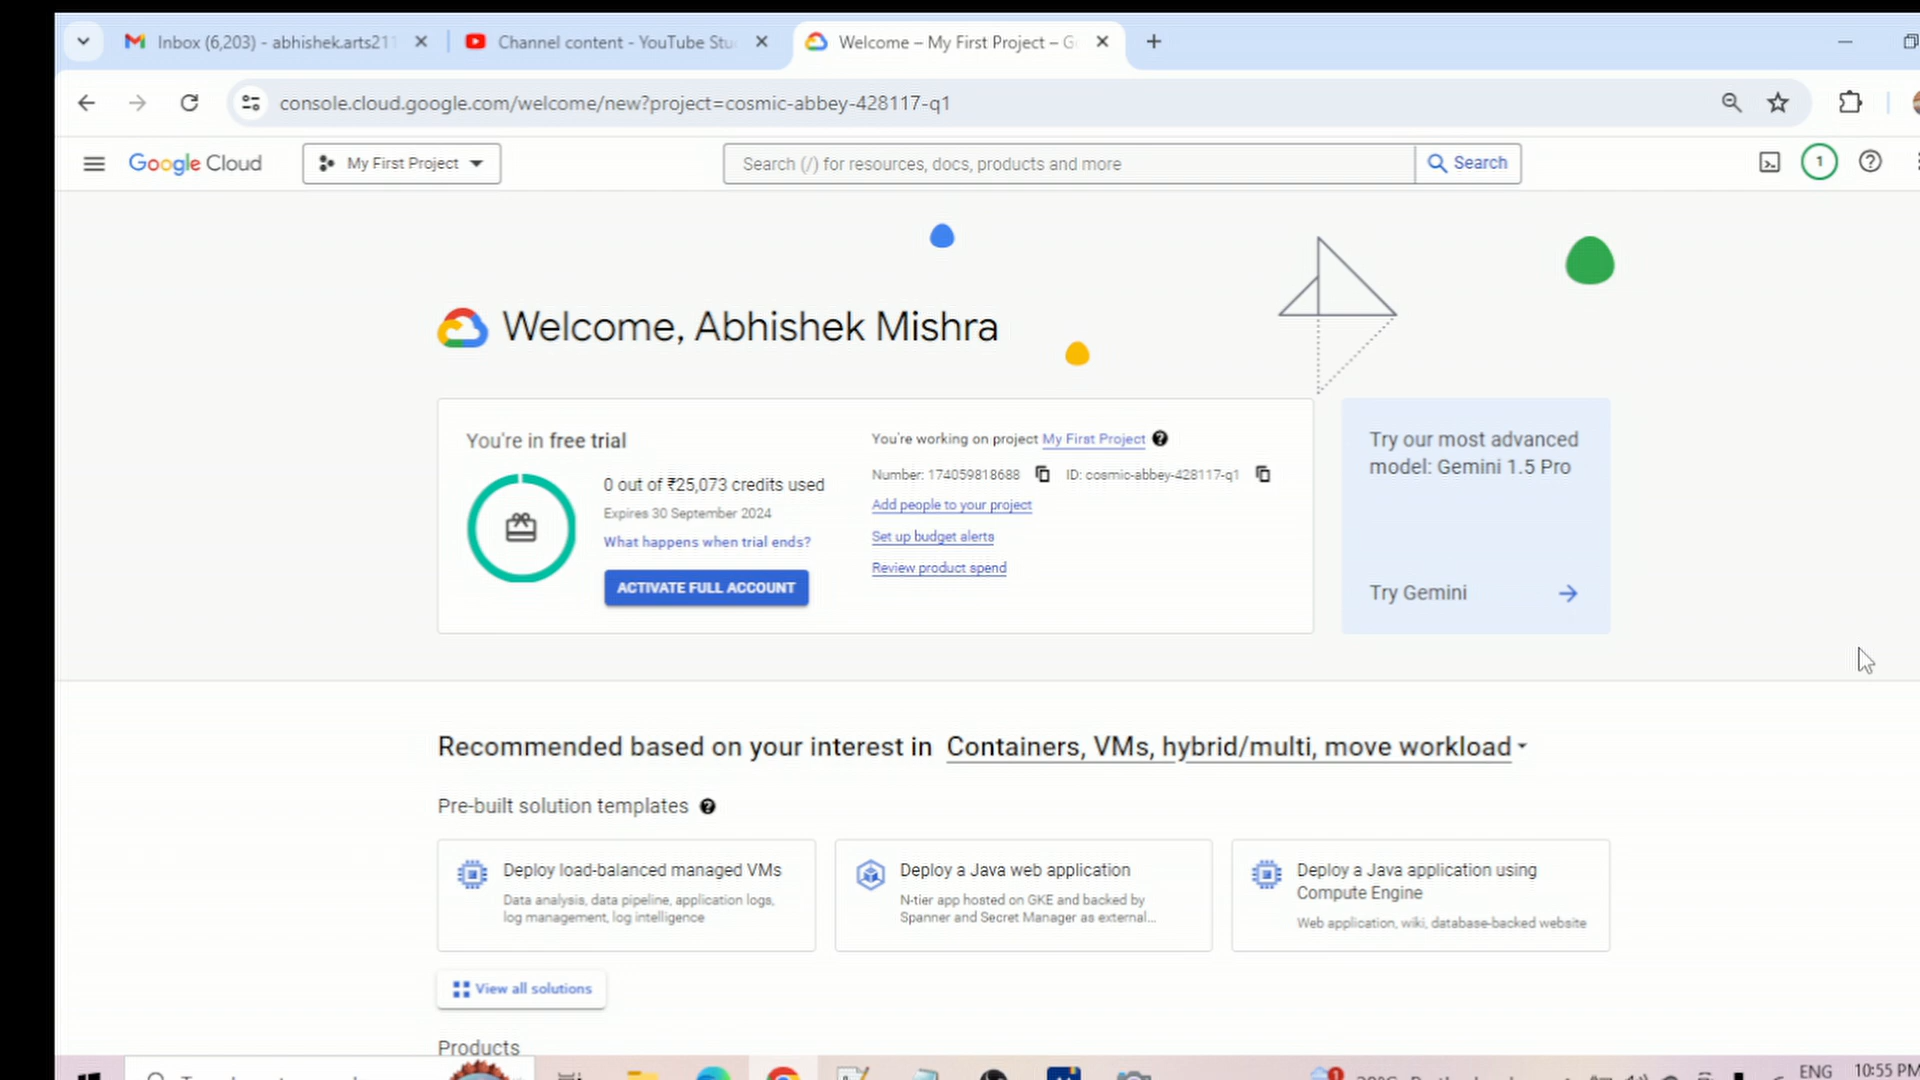 Inbox (6,203) - abhishek.arts211
Channel content - YouTube Stu
Welcome – My First Project – G
console.cloud.google.com/welcome/new?project=cosmic-abbey-428117-q1
Google Cloud
My First Project
Search (/) for resources, docs, products and more
Search
1
Welcome, Abhishek Mishra
You're in free trial
0 out of ₹25,073 credits used
Expires 30 September 2024
What happens when trial ends?
ACTIVATE FULL ACCOUNT
You're working on project My First Project
Number: 174059818688 ID: cosmic-abbey-428117-q1
Add people to your project
Set up budget alerts
Review product spend
Try our most advanced
model: Gemini 1.5 Pro
Try Gemini
Recommended based on your interest in Containers, VMs, hybrid/multi, move workload
Pre-built solution templates
Deploy load-balanced managed VMs
Data analysis, data pipeline, application logs,
log management, log intelligence
Deploy a Java web application
N-tier app hosted on GKE and backed by
Spanner and Secret Manager as external...
Deploy a Java application using
Compute Engine
Web application, wiki, database-backed website
View all solutions
Products
ENG
10:55 PM